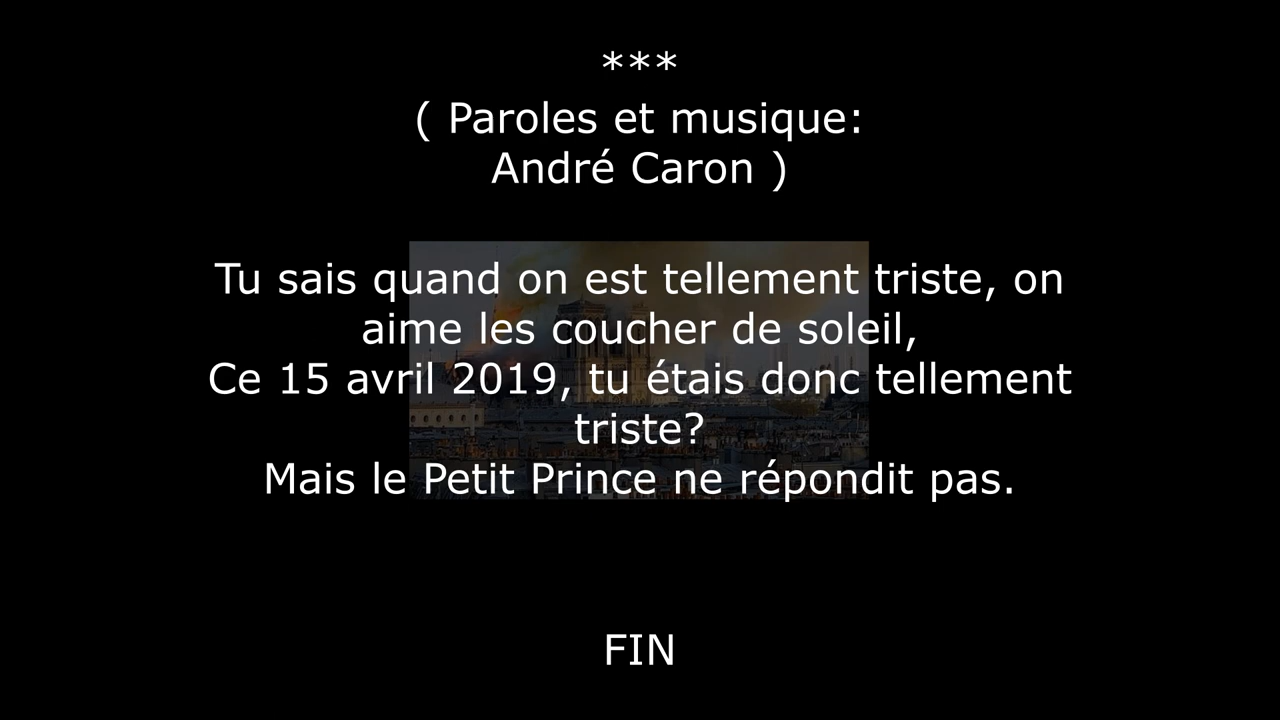 ***
( Paroles et musique:
André Caron )
Tu sais quand on est tellement triste, on
aime les coucher de soleil,
Ce 15 avril 2019, tu étais donc tellement
triste?
Mais le Petit Prince ne répondit pas.
FIN